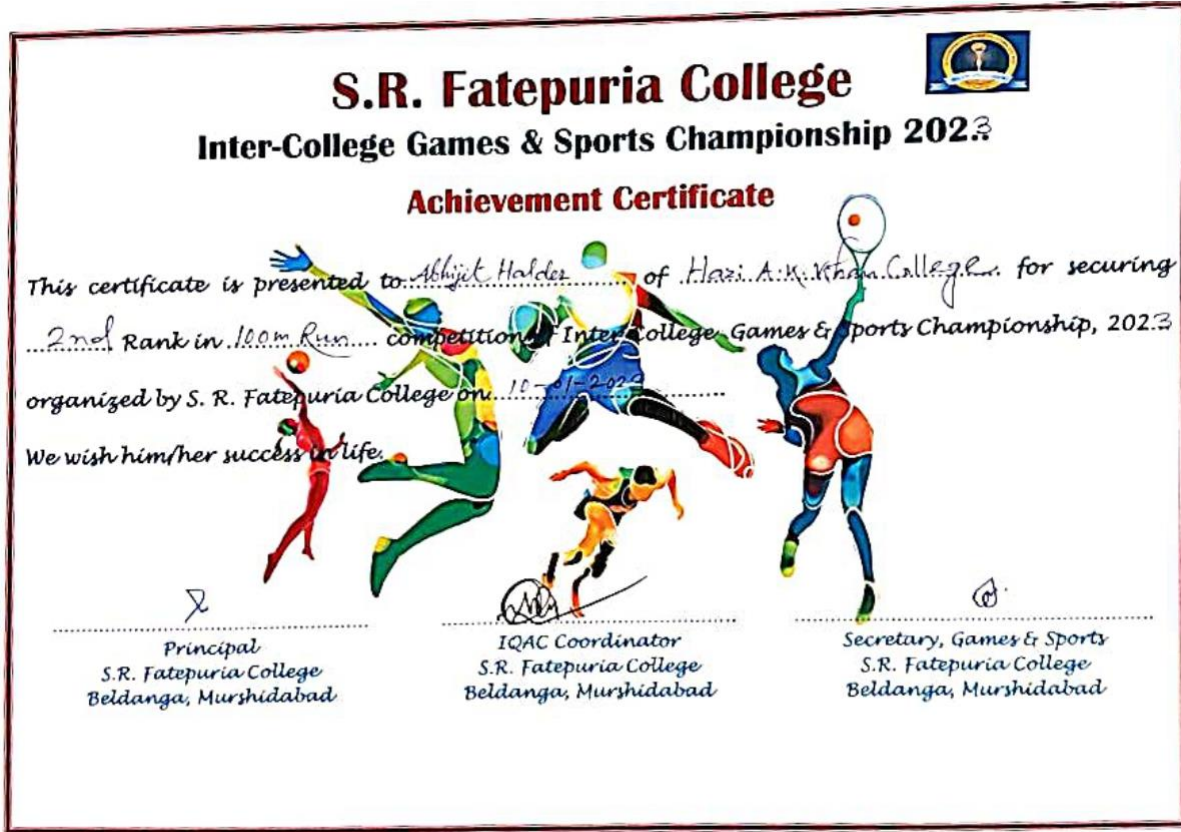 S.R. Fatepuria College
Inter-College Games & Sports Championship 2023
Achievement Certificate
This certificate is presented to Abhijit Halder of Hazi A.K. Khan College for securing
2nd Rank in 100m Run competition of Inter College Games & Sports Championship, 2023
organized by S. R. Fatepuria College on 10-01-2023
We wish him/her success in life.
Principal
S.R. Fatepuria College
Beldanga, Murshidabad
IQAC Coordinator
S.R. Fatepuria College
Beldanga, Murshidabad
Secretary, Games & Sports
S.R. Fatepuria College
Beldanga, Murshidabad